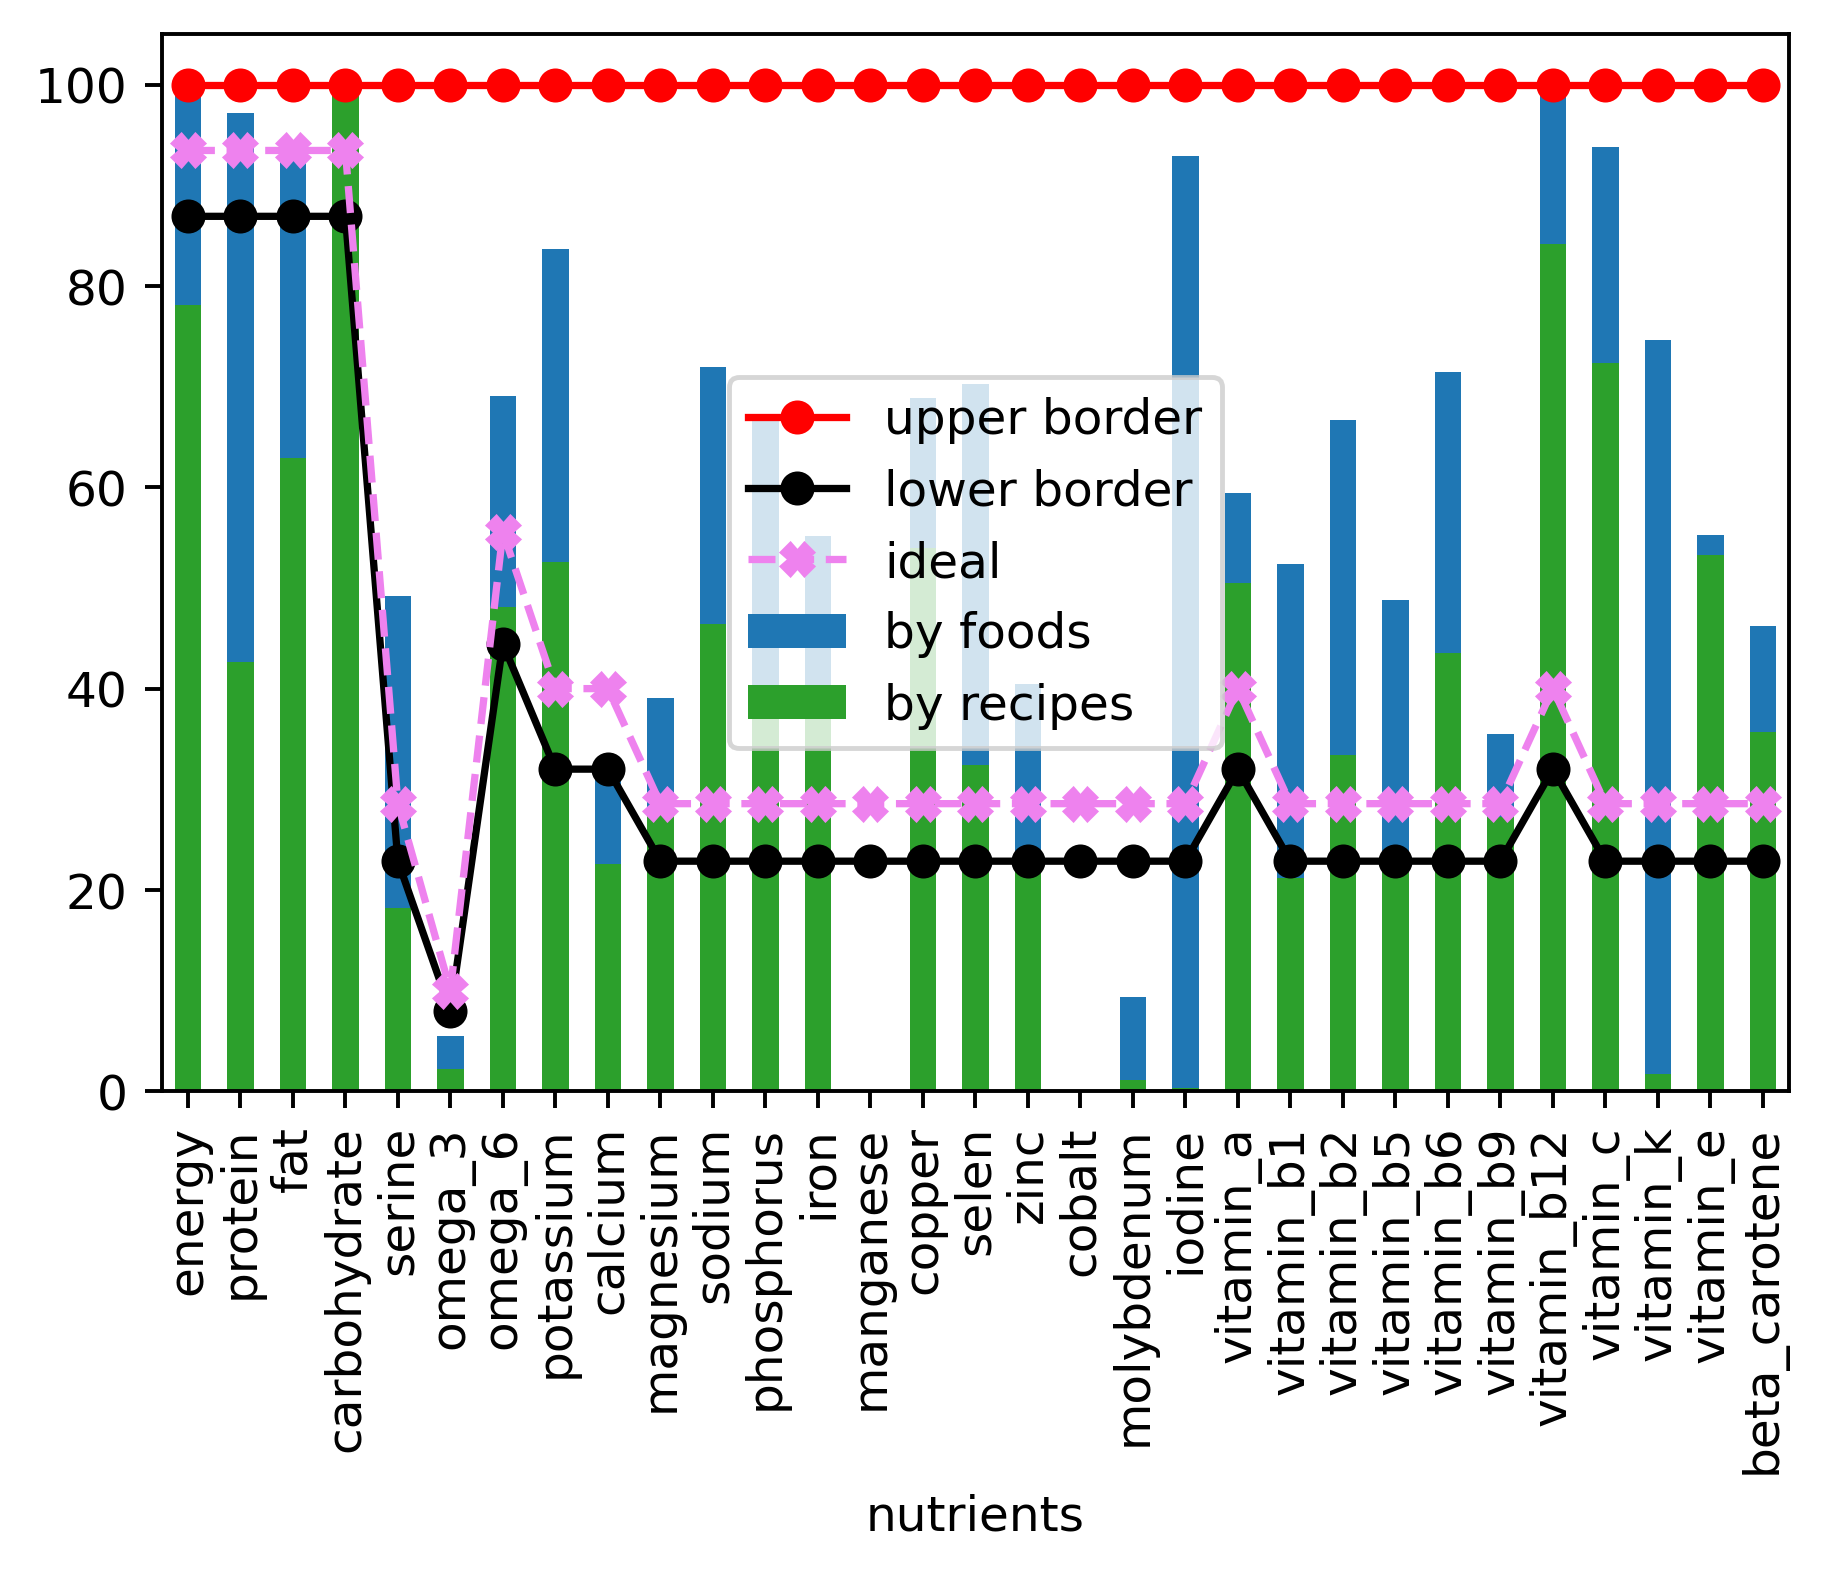 100
80
60
40
20
0
upper border
lower border
ideal
by foods
by recipes
energy
protein
fat
carbohydrate
serine
omega_3
omega_6
potassium
calcium
magnesium
sodium
phosphorus
iron
manganese
copper
selen
zinc
cobalt
molybdenum
iodine
vitamin_a
vitamin_b1
vitamin_b2
vitamin_b5
vitamin_b6
vitamin_b9
vitamin_b12
vitamin_c
vitamin_k
vitamin_e
beta_carotene
nutrients